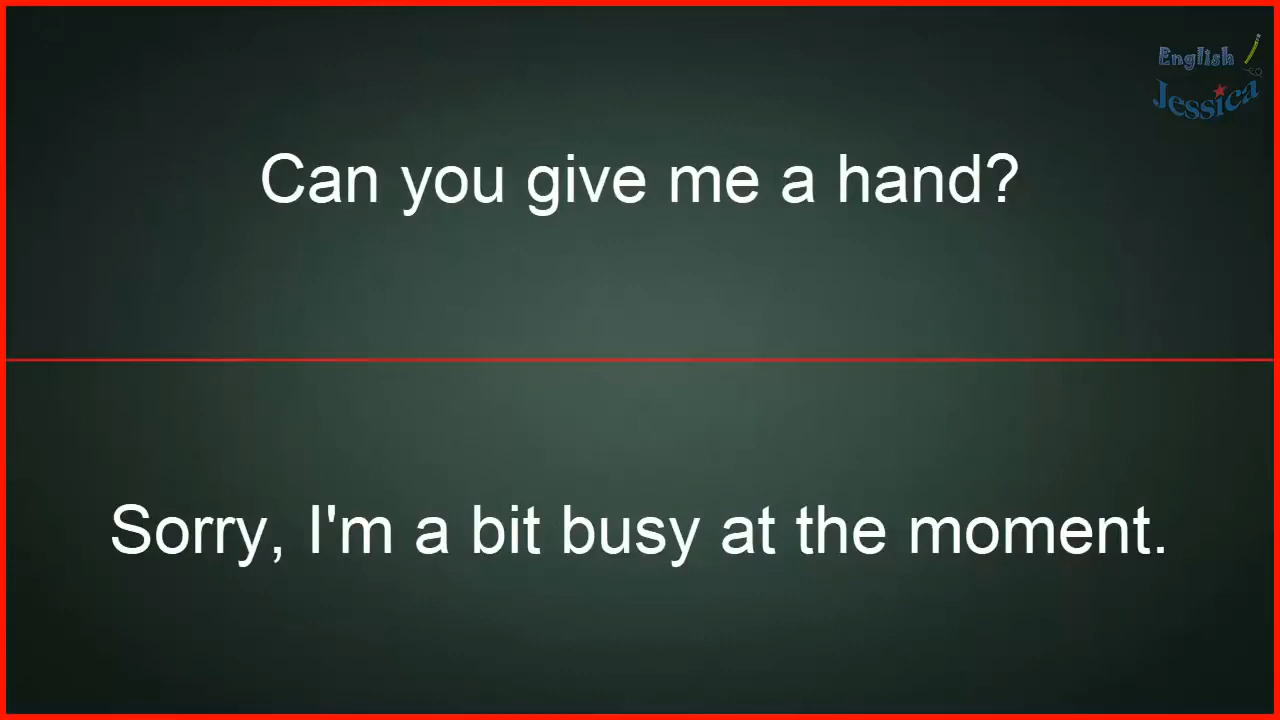 English
Jessica
Can you give me a hand?
Sorry, I'm a bit busy at the moment.